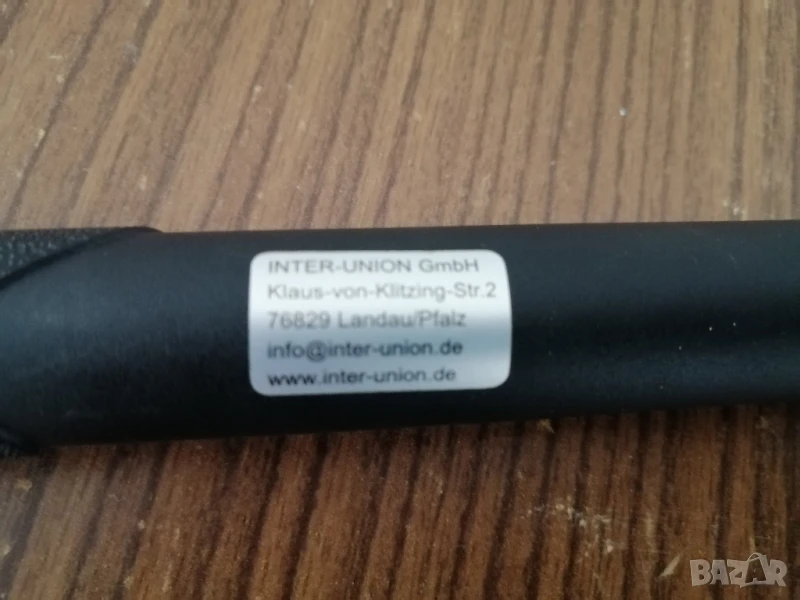 INTER-UNION GmbH
Klaus-von-Klitzing-Str.2
76829 Landau/Pfalz
info@inter-union.de
www.inter-union.de
BAZAR